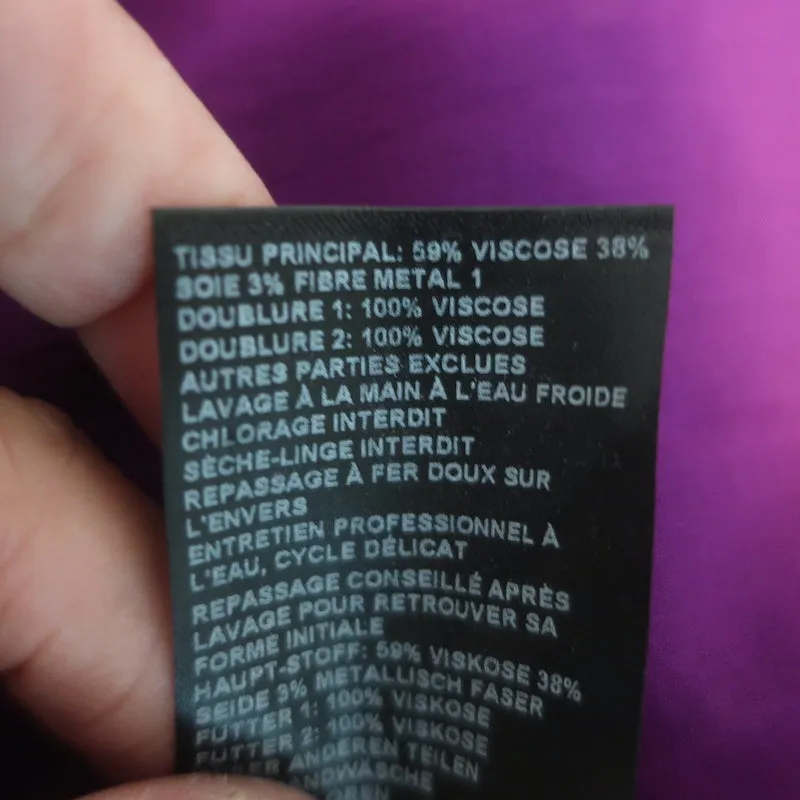 TISSU PRINCIPAL: 59% VISCOSE 38%
SOIE 3% FIBRE METAL 1
DOUBLURE 1: 100% VISCOSE
DOUBLURE 2: 100% VISCOSE
AUTRES PARTIES EXCLUES
LAVAGE À LA MAIN À L'EAU FROIDE
CHLORAGE INTERDIT
SÈCHE-LINGE INTERDIT
REPASSAGE À FER DOUX SUR
L'ENVERS
ENTRETIEN PROFESSIONNEL À
L'EAU, CYCLE DÉLICAT
REPASSAGE CONSEILLÉ APRÈS
LAVAGE POUR RETROUVER SA
FORME INITIALE
HAUPT-STOFF: 59% VISKOSE 38%
SEIDE 3% METALLISCH FASER
FUTTER 1: 100% VISKOSE
FUTTER 2: 100% VISKOSE
ANDEREN TEILEN